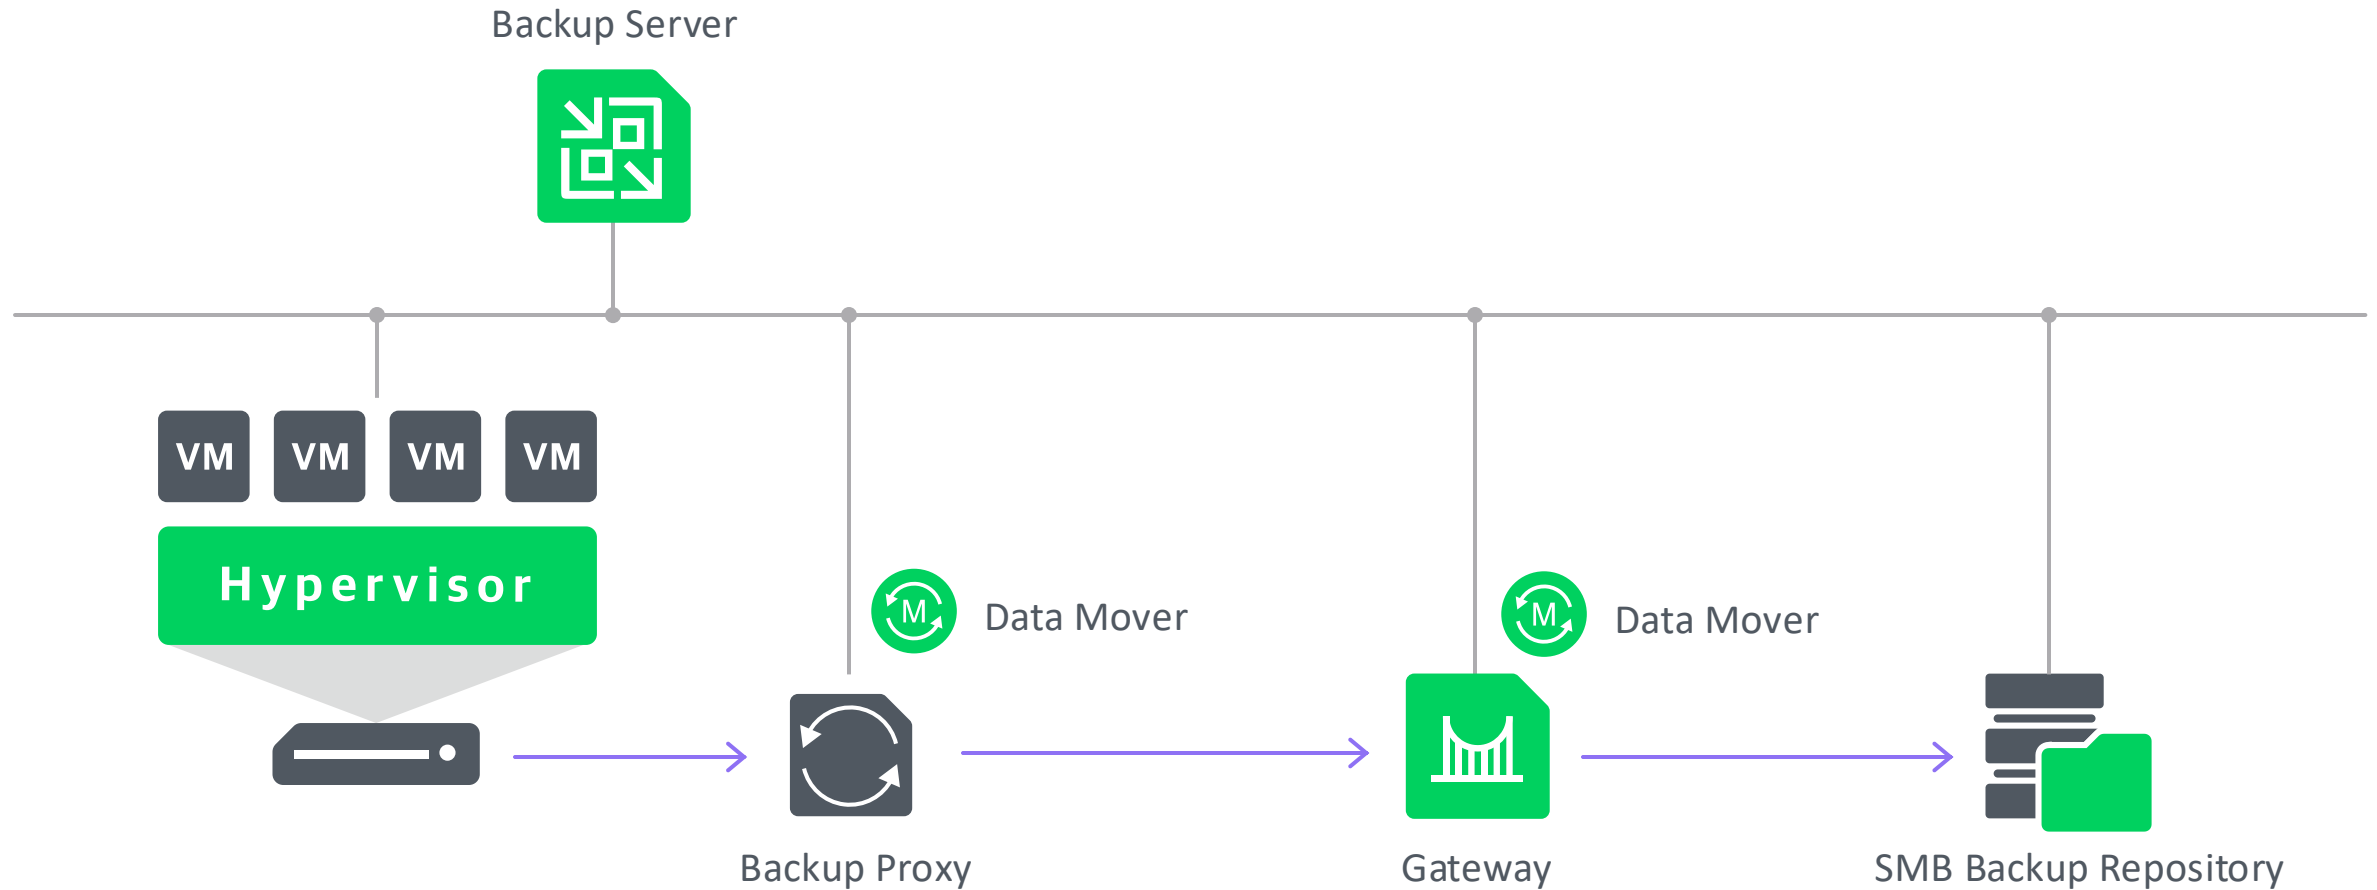 Backup Server
VM VM VM VM
Hypervisor
M Data Mover
M Data Mover
Backup Proxy
Gateway
SMB Backup Repository